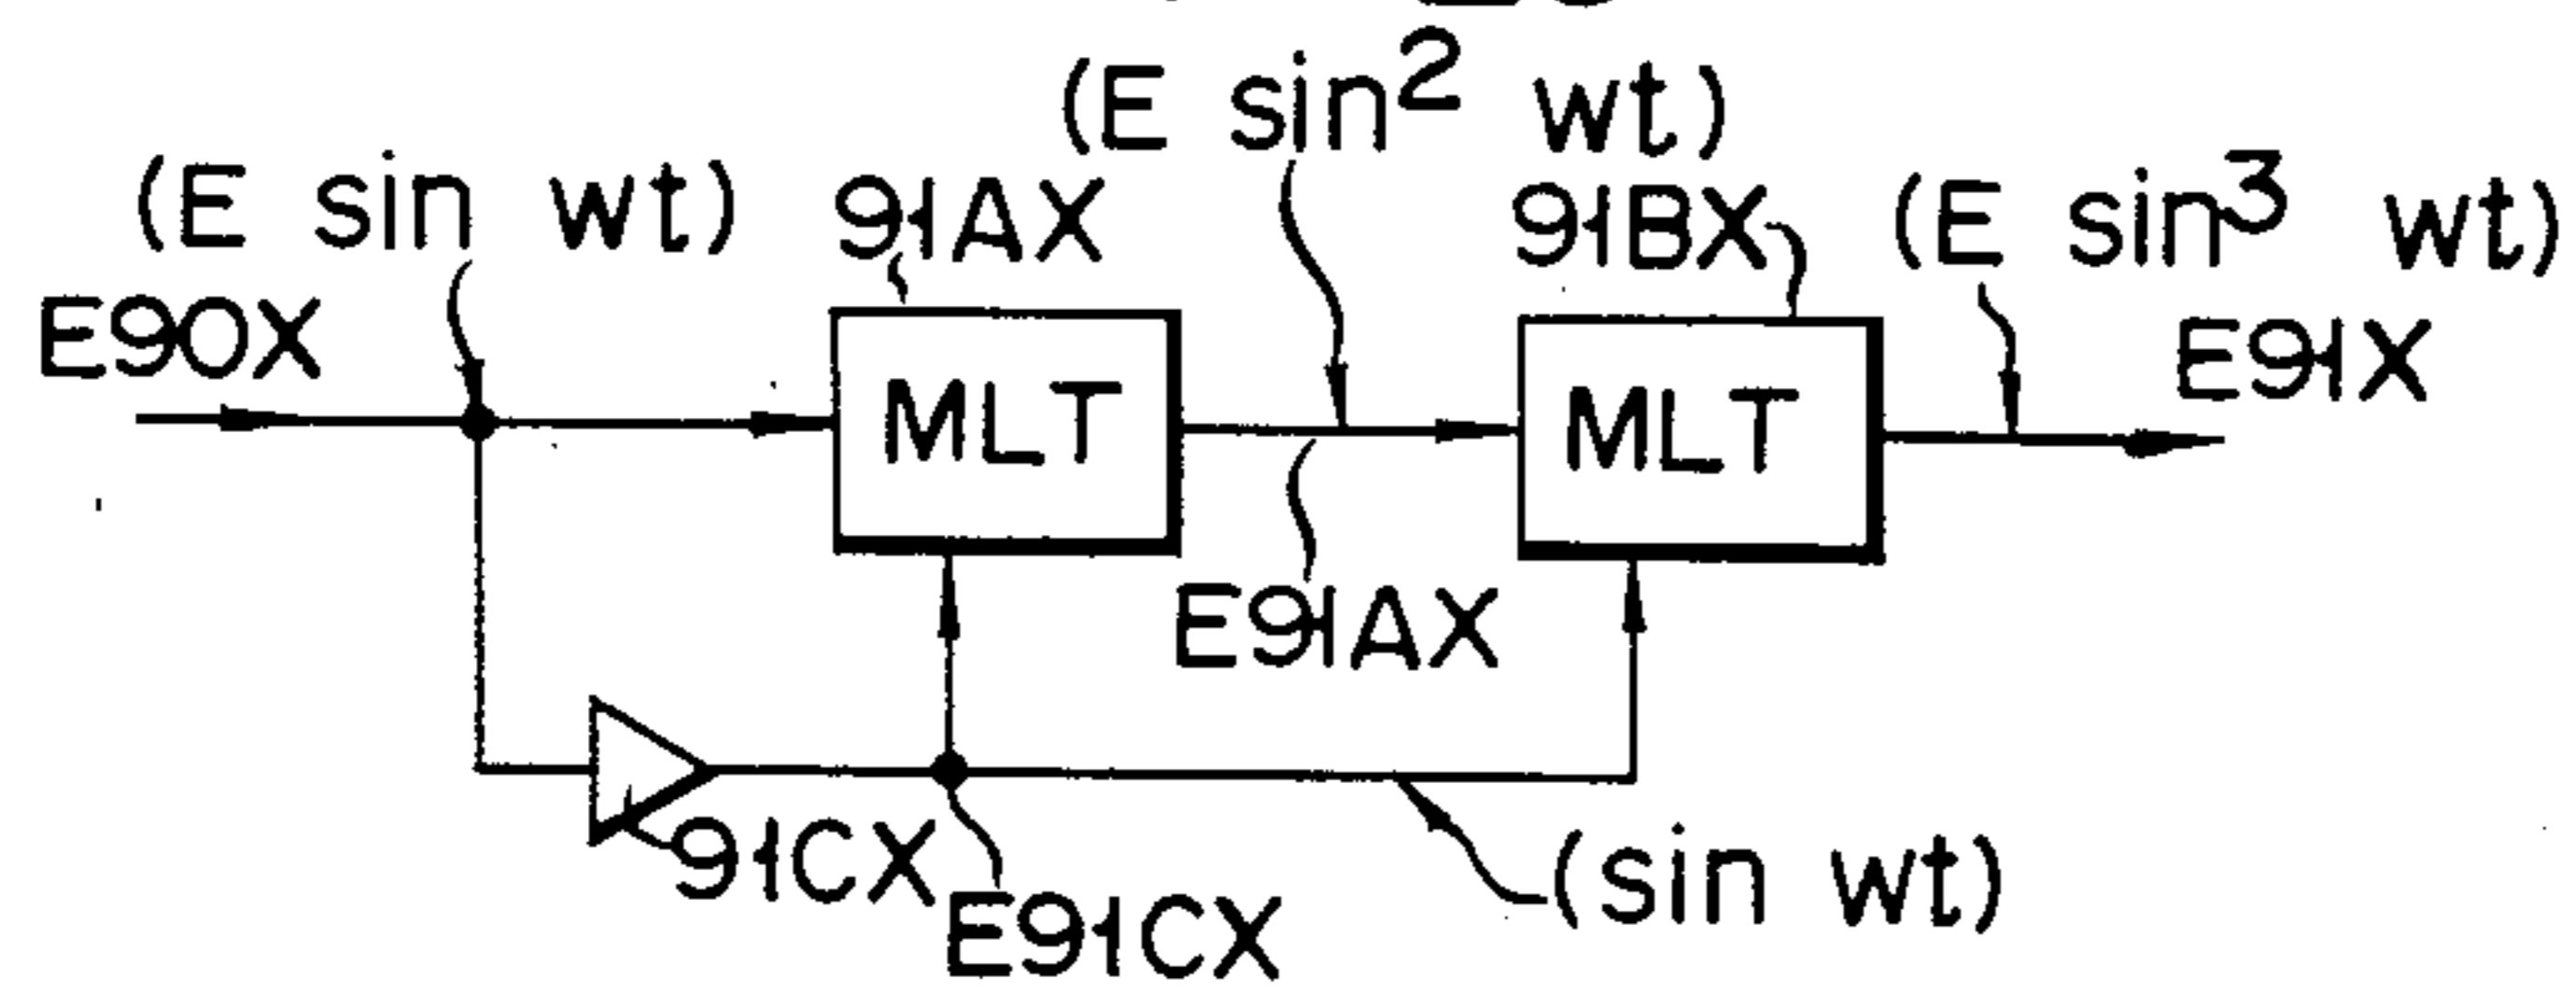 (E sin² wt)
(E sin wt)
91AX
91BX
(E sin³ wt)
E90X
E91X
MLT
MLT
E91AX
91CX
E91CX
(sin wt)